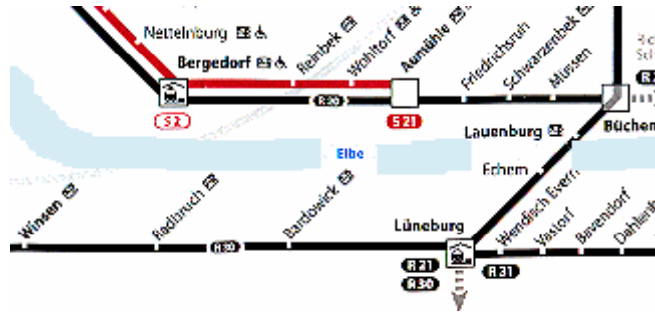 Nettelnburg
Bergedorf
Reinbek
Wohltorf
Aumühle
Friedrichsruh
Schwarzenbek
Müssen
R20
S2
S21
Büchen
Lauenburg
Elbe
Echem
Winsen
Radbruch
Bardowick
Lüneburg
Wendisch Evern
Vastorf
Bavendorf
Dahlenb
R30
R21
R31
R30